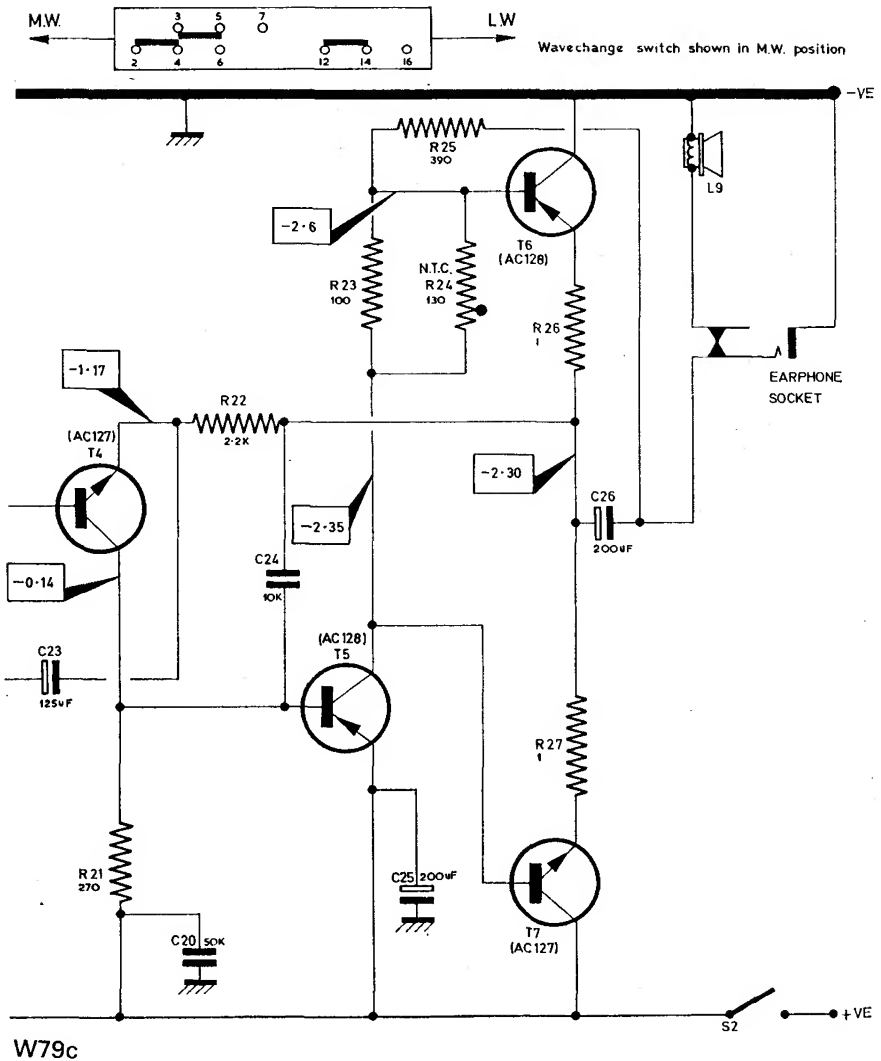 M.W.
L.W
3 5 7
2 4 6 12 14 16
Wavechange switch shown in M.W. position
-VE
R25
390
L9
-2·6
T6
(AC128)
R23
100
N.T.C.
R24
130
R26
1
EARPHONE
SOCKET
-1·17
R22
2·2K
(AC127)
T4
-2·30
C26
200uF
-2·35
-0·14
C24
10K
(AC128)
T5
C23
125uF
R27
1
R21
270
C25 200uF
T7
(AC127)
C20 50K
S2
+VE
W79c